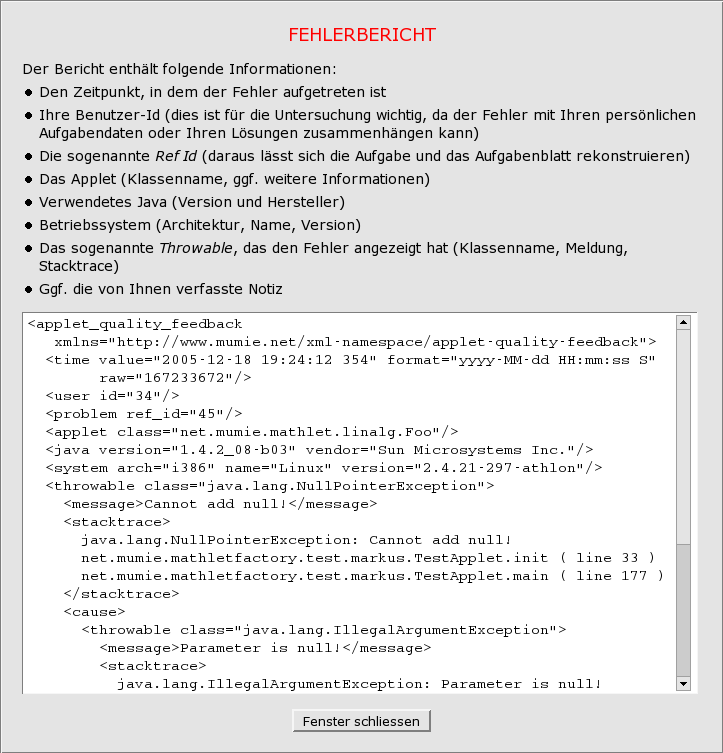 FEHLERBERICHT
Der Bericht enthält folgende Informationen:
● Den Zeitpunkt, in dem der Fehler aufgetreten ist
● Ihre Benutzer-Id (dies ist für die Untersuchung wichtig, da der Fehler mit Ihren persönlichen
Aufgabendaten oder Ihren Lösungen zusammenhängen kann)
● Die sogenannte Ref Id (daraus lässt sich die Aufgabe und das Aufgabenblatt rekonstruieren)
● Das Applet (Klassenname, ggf. weitere Informationen)
● Verwendetes Java (Version und Hersteller)
● Betriebssystem (Architektur, Name, Version)
● Das sogenannte Throwable, das den Fehler angezeigt hat (Klassenname, Meldung,
Stacktrace)
● Ggf. die von Ihnen verfasste Notiz
<applet_quality_feedback
xmlns="http://www.mumie.net/xml-namespace/applet-quality-feedback">
<time value="2005-12-18 19:24:12 354" format="yyyy-MM-dd HH:mm:ss S"
raw="167233672"/>
<user id="34"/>
<problem ref_id="45"/>
<applet class="net.mumie.mathlet.linalg.Foo"/>
<java version="1.4.2_08-b03" vendor="Sun Microsystems Inc."/>
<system arch="i386" name="Linux" version="2.4.21-297-athlon"/>
<throwable class="java.lang.NullPointerException">
<message>Cannot add null!</message>
<stacktrace>
java.lang.NullPointerException: Cannot add null!
net.mumie.mathletfactory.test.markus.TestApplet.init ( line 33 )
net.mumie.mathletfactory.test.markus.TestApplet.main ( line 177 )
</stacktrace>
<cause>
<throwable class="java.lang.IllegalArgumentException">
<message>Parameter is null!</message>
<stacktrace>
java.lang.IllegalArgumentException: Parameter is null!
Fenster schliessen